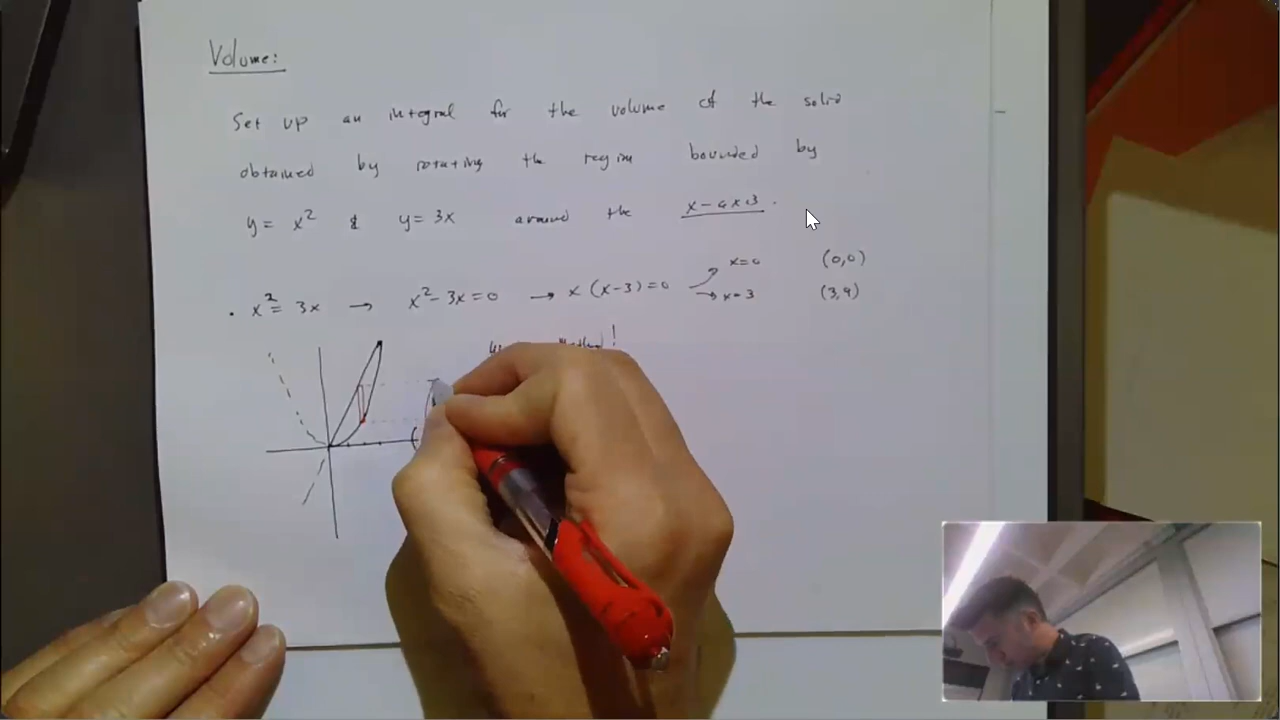 Volume:
Set up an integral for the volume of the solid
obtained by rotating the region bounded by
y = x² & y = 3x around the x-axis.
• x² = 3x → x² - 3x = 0 → x (x-3) = 0 → x=0 (0,0)
→ x=3 (3,9)
Method!